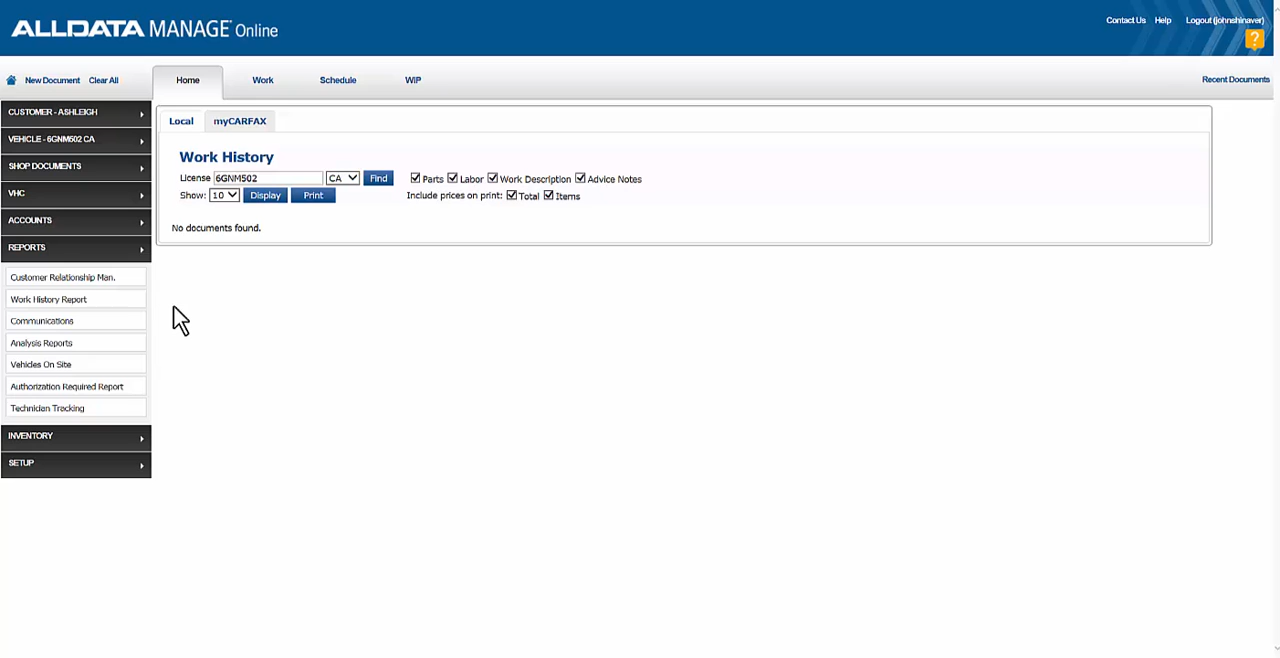 ALLDATA MANAGE Online
Contact Us Help Logout (johnshinaver)
?
New Document Clear All Home Work Schedule WIP Recent Documents
CUSTOMER - ASHLEIGH
VEHICLE - 6GNM502 CA
SHOP DOCUMENTS
VHC
ACCOUNTS
REPORTS
Customer Relationship Man.
Work History Report
Communications
Analysis Reports
Vehicles On Site
Authorization Required Report
Technician Tracking
INVENTORY
SETUP
Local myCARFAX
Work History
License 6GNM502 CA Find Parts Labor Work Description Advice Notes
Show: 10 Display Print Include prices on print: Total Items
No documents found.